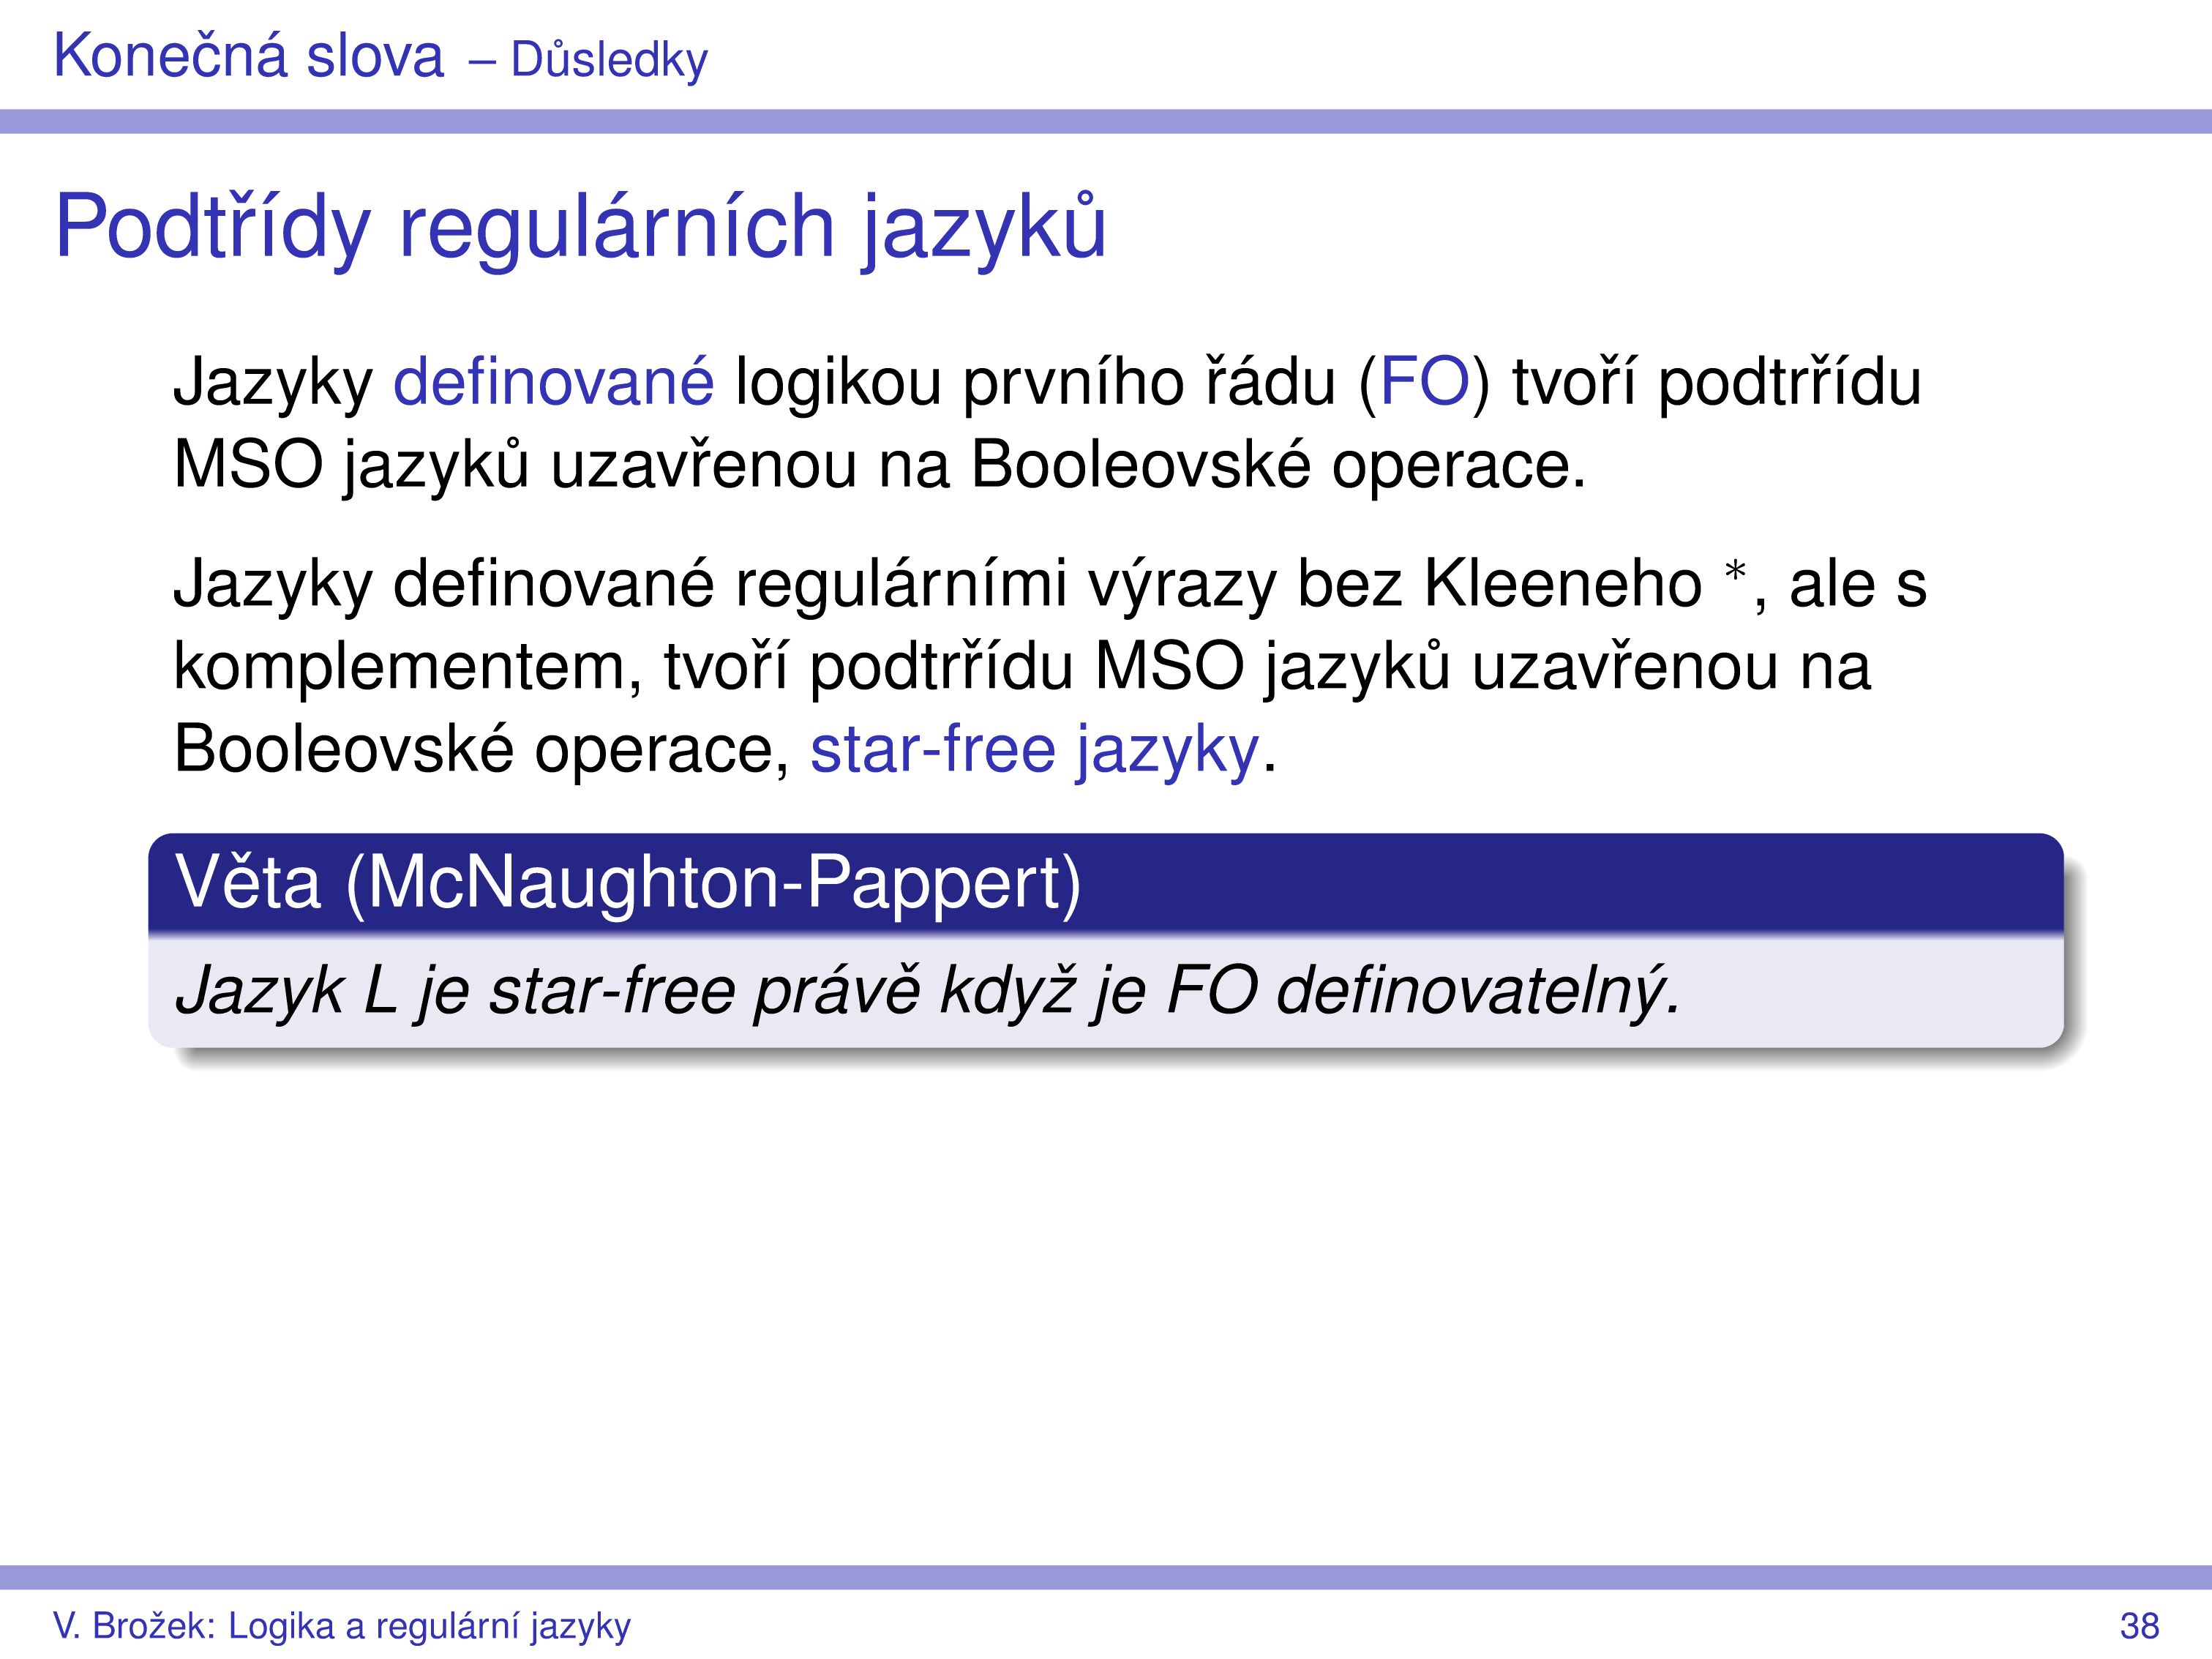 Konečná slova – Důsledky
Podtřídy regulárních jazyků
Jazyky definované logikou prvního řádu (FO) tvoří podtrřídu
MSO jazyků uzavřenou na Booleovské operace.
Jazyky definované regulárními výrazy bez Kleeneho *, ale s
komplementem, tvoří podtrřídu MSO jazyků uzavřenou na
Booleovské operace, star-free jazyky.
Věta (McNaughton-Pappert)
Jazyk L je star-free právě když je FO definovatelný.
V. Brožek: Logika a regulární jazyky
38